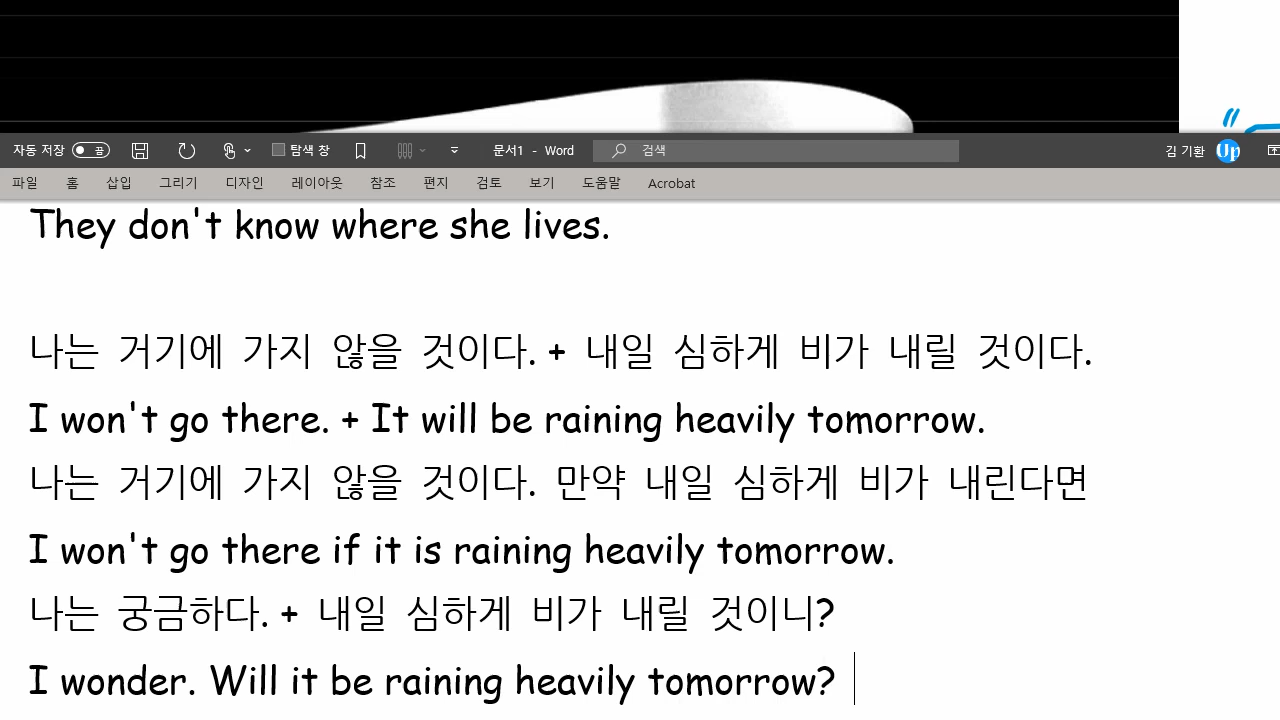 자동 저장 끔 탐색 창 문서1 - Word 검색 김 기환 Up
파일 홈 삽입 그리기 디자인 레이아웃 참조 편지 검토 보기 도움말 Acrobat
They don't know where she lives.
나는 거기에 가지 않을 것이다. + 내일 심하게 비가 내릴 것이다.
I won't go there. + It will be raining heavily tomorrow.
나는 거기에 가지 않을 것이다. 만약 내일 심하게 비가 내린다면
I won't go there if it is raining heavily tomorrow.
나는 궁금하다. + 내일 심하게 비가 내릴 것이니?
I wonder. Will it be raining heavily tomorrow?